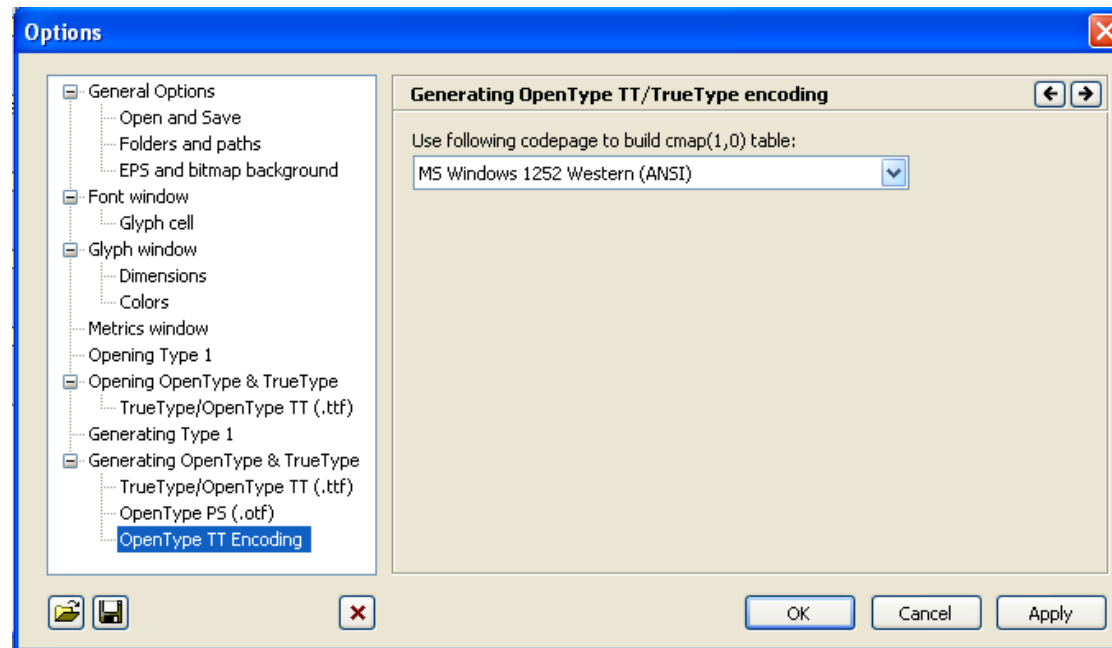 Options
General Options
Open and Save
Folders and paths
EPS and bitmap background
Font window
Glyph cell
Glyph window
Dimensions
Colors
Metrics window
Opening Type 1
Opening OpenType & TrueType
TrueType/OpenType TT (.ttf)
Generating Type 1
Generating OpenType & TrueType
TrueType/OpenType TT (.ttf)
OpenType PS (.otf)
OpenType TT Encoding
Generating OpenType TT/TrueType encoding
Use following codepage to build cmap(1,0) table:
MS Windows 1252 Western (ANSI)
OK
Cancel
Apply